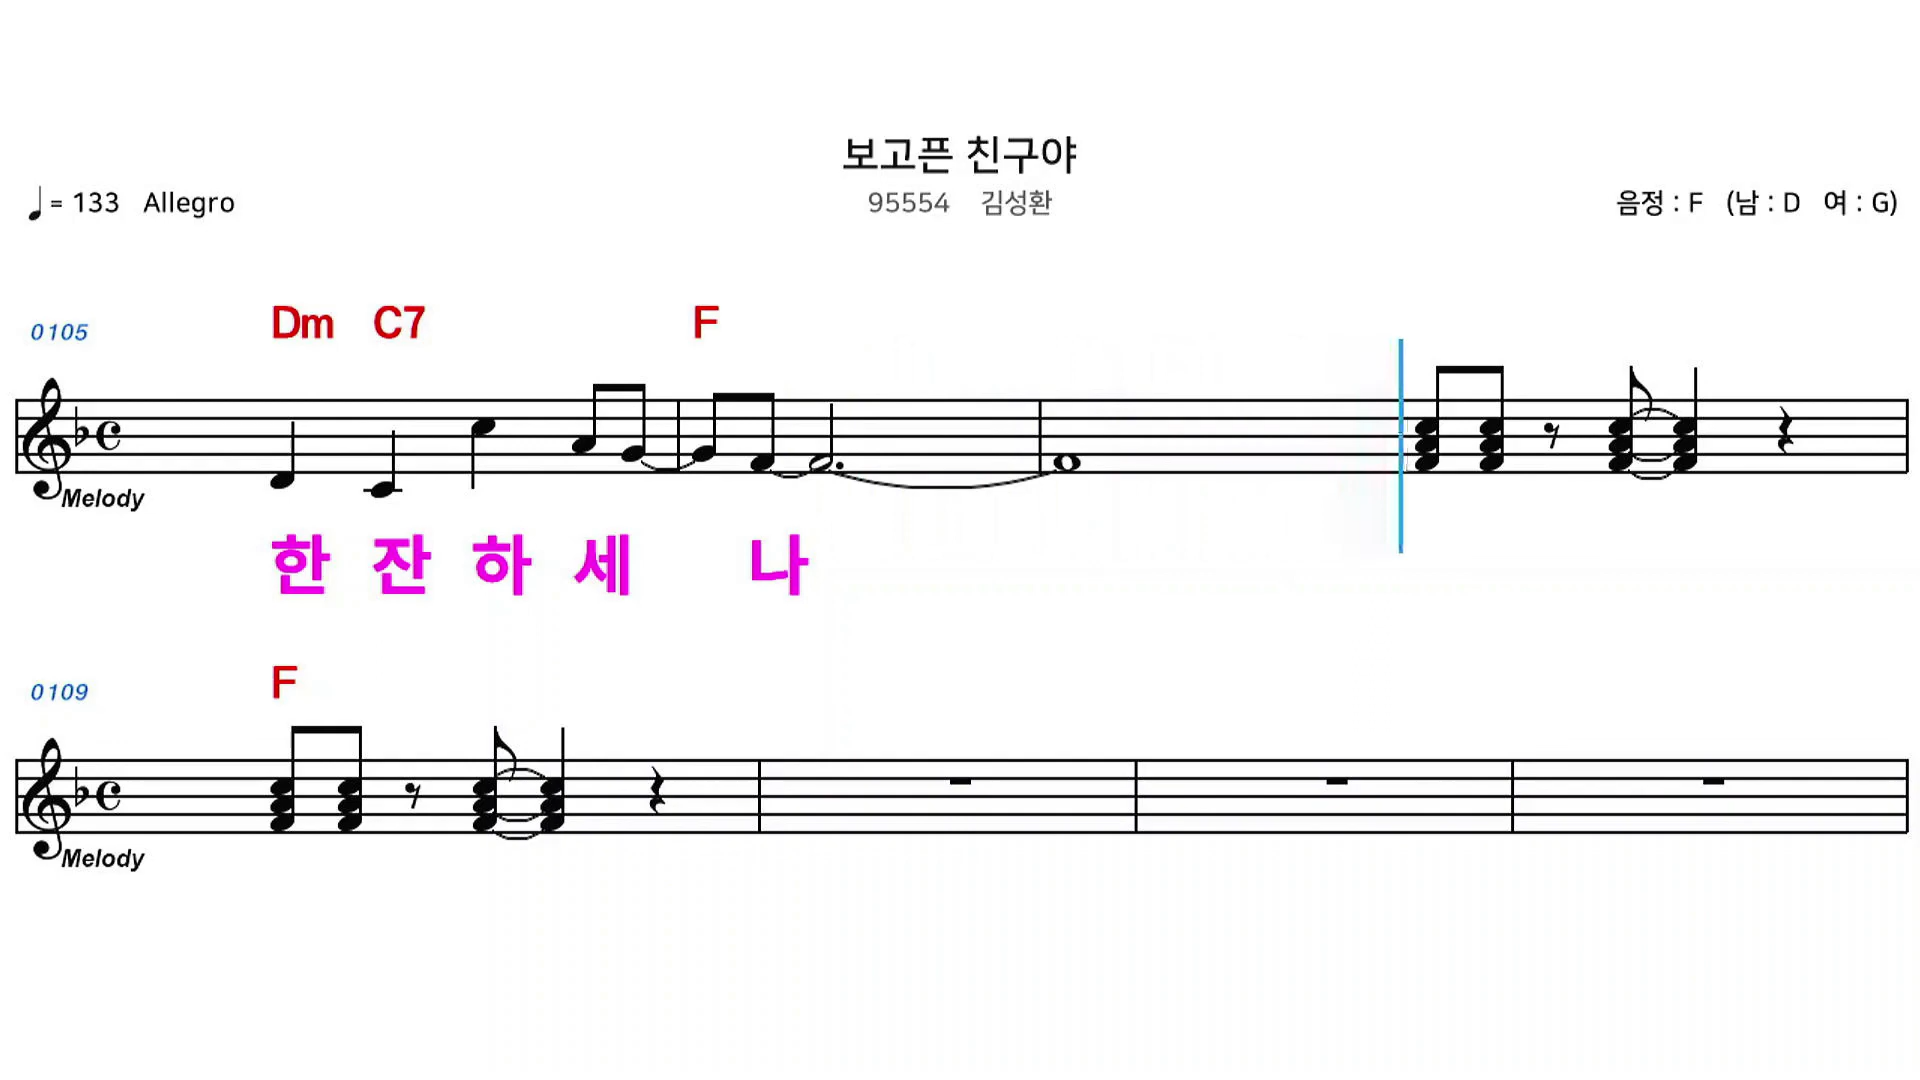 보고픈 친구야
♩= 133 Allegro 95554 김성환 음정 : F (남 : D 여 : G)
0105 Dm C7 F
Melody
한 잔 하 세 나
0109 F
Melody